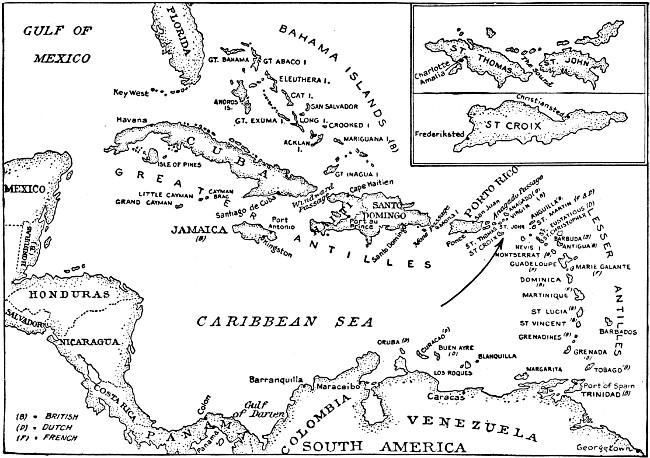 GULF OF
MEXICO
FLORIDA
BAHAMA ISLANDS (B)
GT. BAHAMA
GT ABACO I
ELEUTHERA I.
CAT I.
SAN SALVADOR
Key West
ANDROS
IS.
GT. EXUMA I.
LONG I.
CROOKED I
ACKLAN
I.
MARIGUANA I.
GT INAGUA I
Havana
CUBA
ISLE OF PINES
GREATER ANTILLES
LITTLE CAYMAN
CAYMAN
BRAC
GRAND CAYMAN
Santiago de Cuba
Windward
Passage
Cape Haitien
HAITI
Port au
Prince
SANTO
DOMINGO
Santo Domingo
Mona Passage
MONA I
JAMAICA
(B)
Port
Antonio
Kingston
PORTO RICO
San Juan
Ponce
Anegada Passage
ST. THOMAS
ST. JOHN
ST CROIX
ANGUILLA
ST. MARTIN (F & D)
ST. EUSTATIUS (D)
ST CHRISTOPHER
BARBUDA (B)
NEVIS
ANTIGUA (B)
MONTSERRAT (B)
GUADELOUPE
(F)
MARIE GALANTE
(F)
DOMINICA
(B)
MARTINIQUE
(F)
ST LUCIA (B)
ST VINCENT (B)
BARBADOS
(B)
GRENADINES (B)
GRENADA
TOBAGO (B)
LESSER ANTILLES
MEXICO
HONDURAS
(B)
HONDURAS
SALVADOR
NICARAGUA
COSTA RICA
PANAMA
Colon
Panama
CARIBBEAN SEA
ORUBA (D)
CURACAO (D)
BUEN AYRE
(D)
LOS ROQUES
BLANQUILLA
MARGARITA
Port of Spain
TRINIDAD (B)
Barranquilla
Maracaibo
Caracas
Gulf
of Darien
COLOMBIA
VENEZUELA
SOUTH AMERICA
Georgetown
(B) = BRITISH
(D) = DUTCH
(F) = FRENCH
ST. THOMAS
Charlotte
Amalia
The Sound
ST. JOHN
Christiansted
Frederiksted
ST CROIX